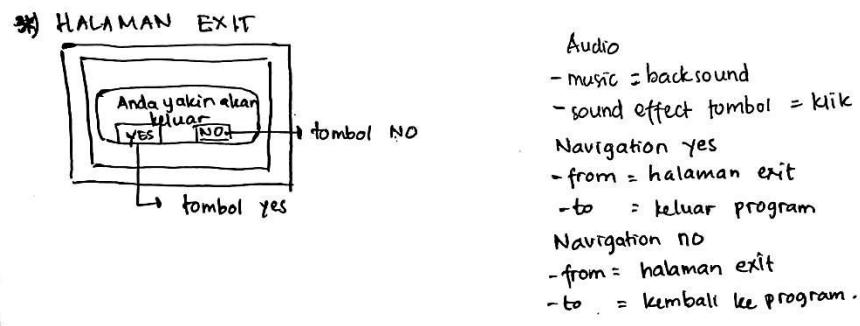 *) HALAMAN EXIT
Anda yakin akan
keluar
YES NO
tombol NO
tombol yes
Audio
- music = backsound
- sound effect tombol = klik
Navigation yes
- from = halaman exit
- to = keluar program
Navigation no
- from = halaman exit
- to = kembali ke program.